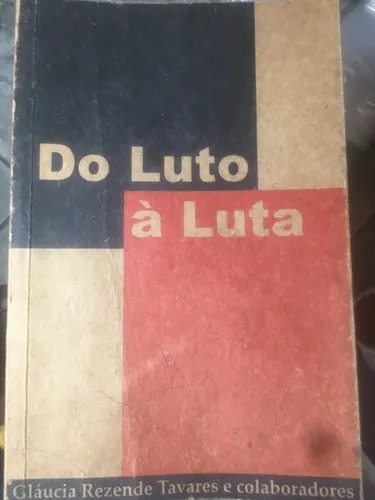 Do Luto
à Luta
Gláucia Rezende Tavares e colaboradores